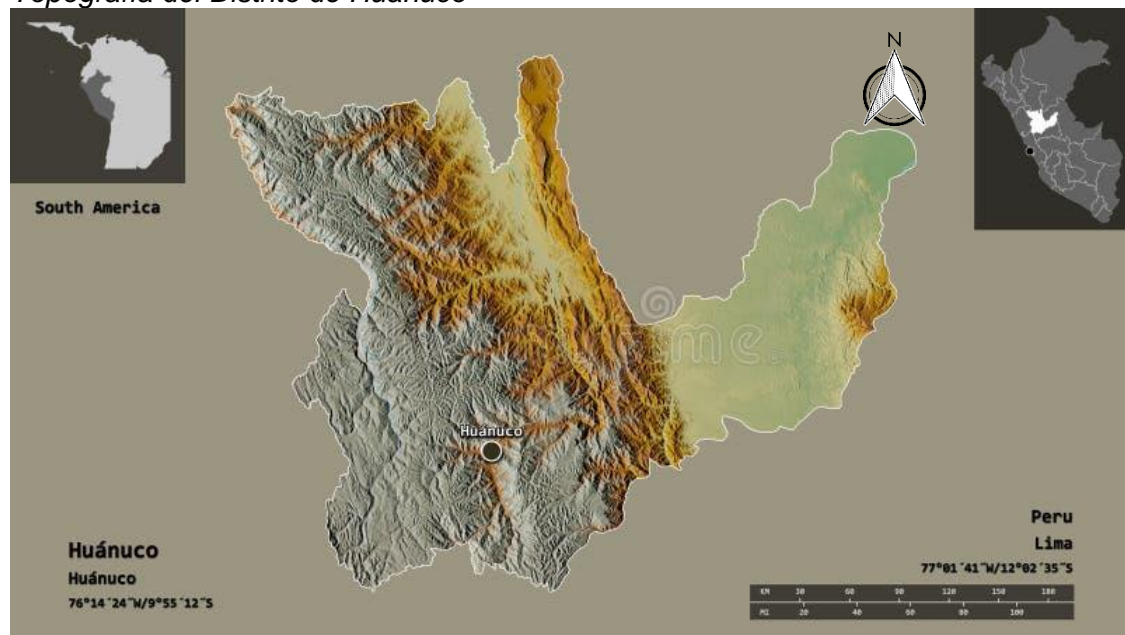 Topografía del Distrito de Huánuco
N
South America
Huánuco
Huánuco
Huánuco
76°14´24˝W/9°55´12˝S
Peru
Lima
77°01´41˝W/12°02´35˝S
KM 30 60 90 120 150 180
MI 20 40 60 80 100